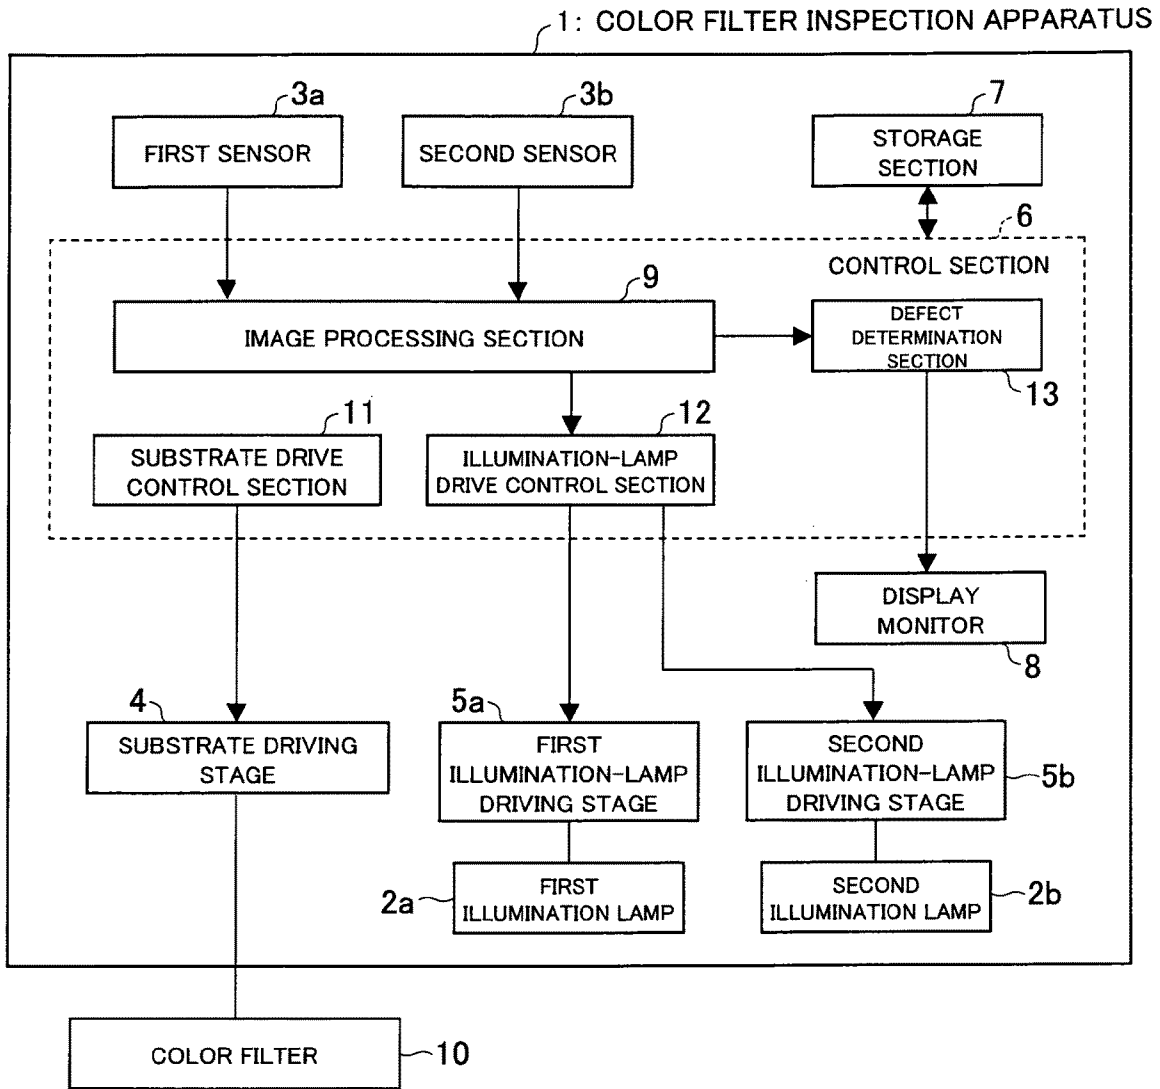 1: COLOR FILTER INSPECTION APPARATUS
3a
3b
7
FIRST SENSOR
SECOND SENSOR
STORAGE
SECTION
6
CONTROL SECTION
9
IMAGE PROCESSING SECTION
DEFECT
DETERMINATION
SECTION
13
11
12
SUBSTRATE DRIVE
CONTROL SECTION
ILLUMINATION-LAMP
DRIVE CONTROL SECTION
DISPLAY
MONITOR
8
4
5a
SUBSTRATE DRIVING
STAGE
FIRST
ILLUMINATION-LAMP
DRIVING STAGE
SECOND
ILLUMINATION-LAMP
DRIVING STAGE
5b
2a
FIRST
ILLUMINATION LAMP
SECOND
ILLUMINATION LAMP
2b
COLOR FILTER
10